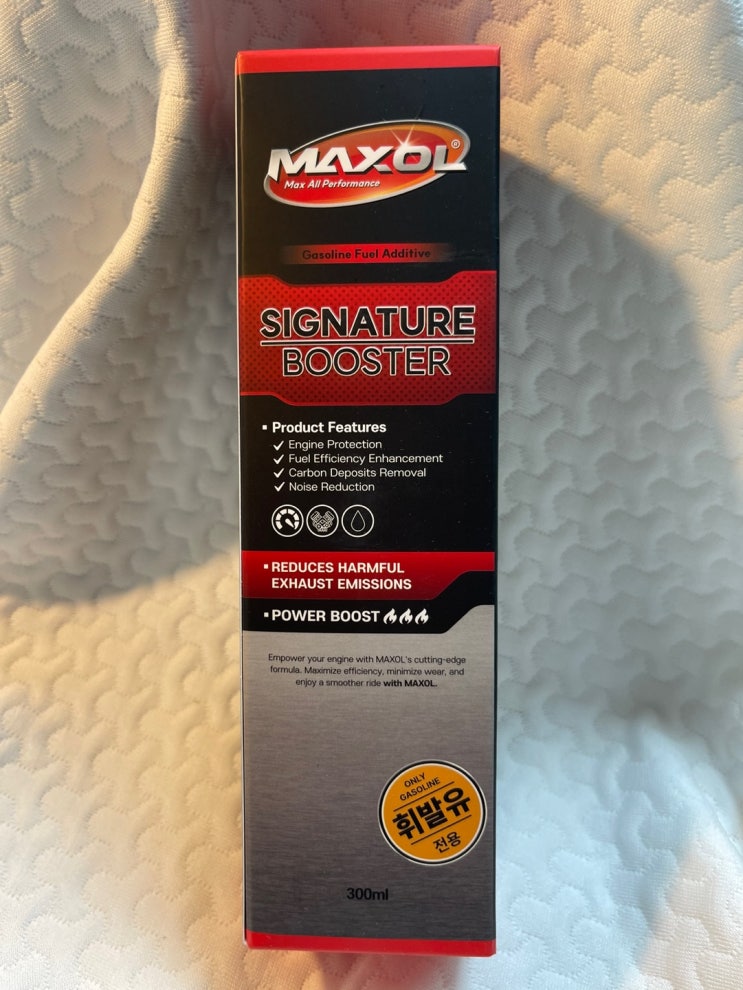 MAXOL®
Max All Performance
Gasoline Fuel Additive
SIGNATURE
BOOSTER
▪ Product Features
✓ Engine Protection
✓ Fuel Efficiency Enhancement
✓ Carbon Deposits Removal
✓ Noise Reduction
▪ REDUCES HARMFUL
EXHAUST EMISSIONS
▪ POWER BOOST
Empower your engine with MAXOL's cutting-edge
formula. Maximize efficiency, minimize wear, and
enjoy a smoother ride with MAXOL.
ONLY
GASOLINE
휘발유
전용
300ml